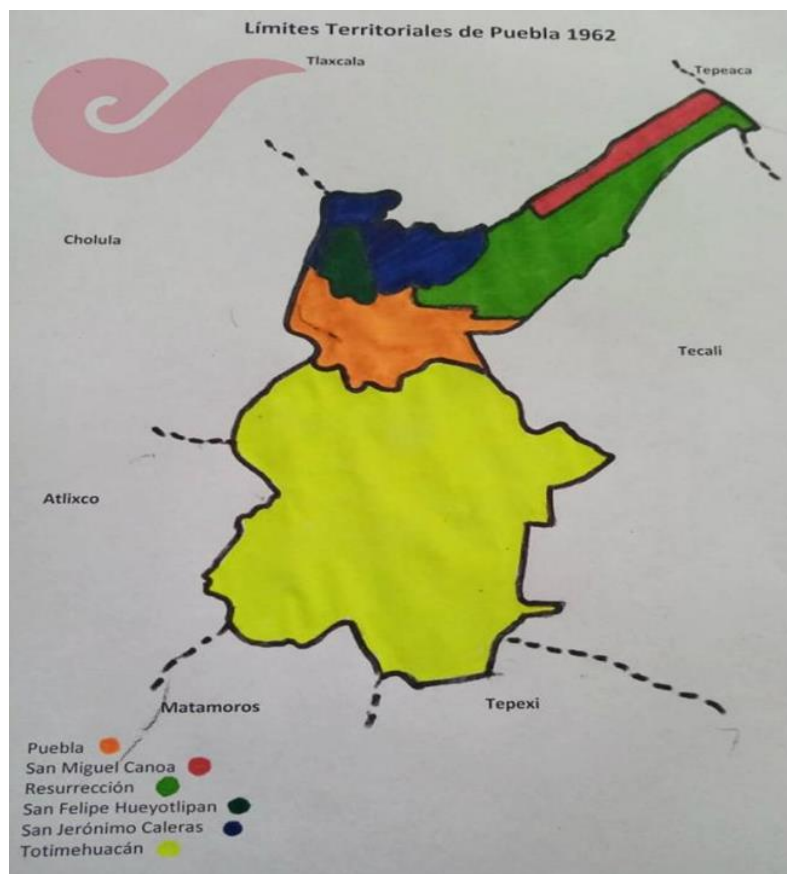 Límites Territoriales de Puebla 1962
Tlaxcala
Tepeaca
Cholula
Tecali
Atlixco
Matamoros
Tepexi
Puebla
San Miguel Canoa
Resurrección
San Felipe Hueyotlipan
San Jerónimo Caleras
Totimehuacán